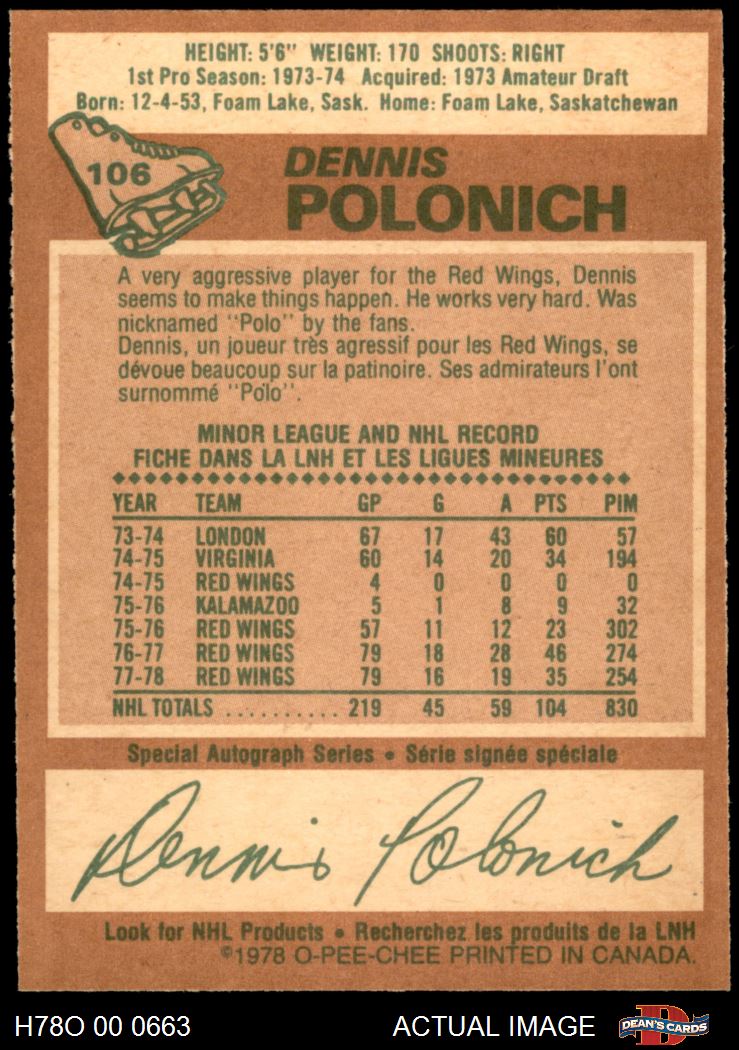 HEIGHT: 5'6" WEIGHT: 170 SHOOTS: RIGHT
1st Pro Season: 1973-74 Acquired: 1973 Amateur Draft
Born: 12-4-53, Foam Lake, Sask. Home: Foam Lake, Saskatchewan
106
DENNIS
POLONICH
A very aggressive player for the Red Wings, Dennis
seems to make things happen. He works very hard. Was
nicknamed "Polo" by the fans.
Dennis, un joueur très agressif pour les Red Wings, se
dévoue beaucoup sur la patinoire. Ses admirateurs l'ont
surnommé "Polo".
MINOR LEAGUE AND NHL RECORD
FICHE DANS LA LNH ET LES LIGUES MINEURES
YEAR TEAM GP G A PTS PIM
73-74 LONDON 67 17 43 60 57
74-75 VIRGINIA 60 14 20 34 194
74-75 RED WINGS 4 0 0 0 0
75-76 KALAMAZOO 5 1 8 9 32
75-76 RED WINGS 57 11 12 23 302
76-77 RED WINGS 79 18 28 46 274
77-78 RED WINGS 79 16 19 35 254
NHL TOTALS .......... 219 45 59 104 830
Special Autograph Series • Série signée spéciale
Dennis Polonich
Look for NHL Products • Recherchez les produits de la LNH
©1978 O-PEE-CHEE PRINTED IN CANADA.
H78O 00 0663 ACTUAL IMAGE D DEAN'S CARDS